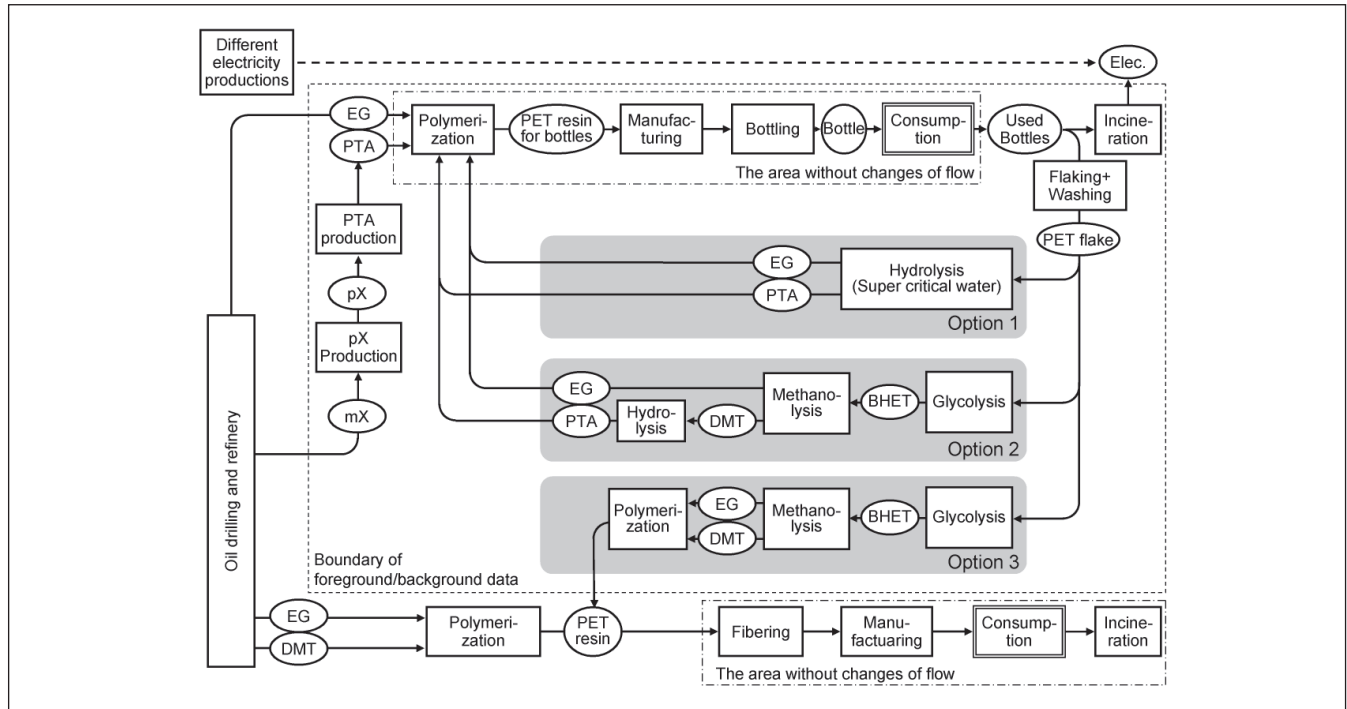 Different
electricity
productions
Elec.
EG
PTA
Polymeri-
zation
PET resin
for bottles
Manufac-
turing
Bottling
Bottle
Consump-
tion
Used
Bottles
Incine-
ration
The area without changes of flow
Flaking+
Washing
PET flake
PTA
production
pX
pX
Production
mX
Oil drilling and refinery
EG
PTA
Hydrolysis
(Super critical water)
Option 1
EG
PTA
Hydro-
lysis
DMT
Methano-
lysis
BHET
Glycolysis
Option 2
Polymeri-
zation
EG
DMT
Methano-
lysis
BHET
Glycolysis
Option 3
Boundary of
foreground/background data
EG
DMT
Polymeri-
zation
PET
resin
Fibering
Manu-
factuaring
Consump-
tion
Incine-
ration
The area without changes of flow